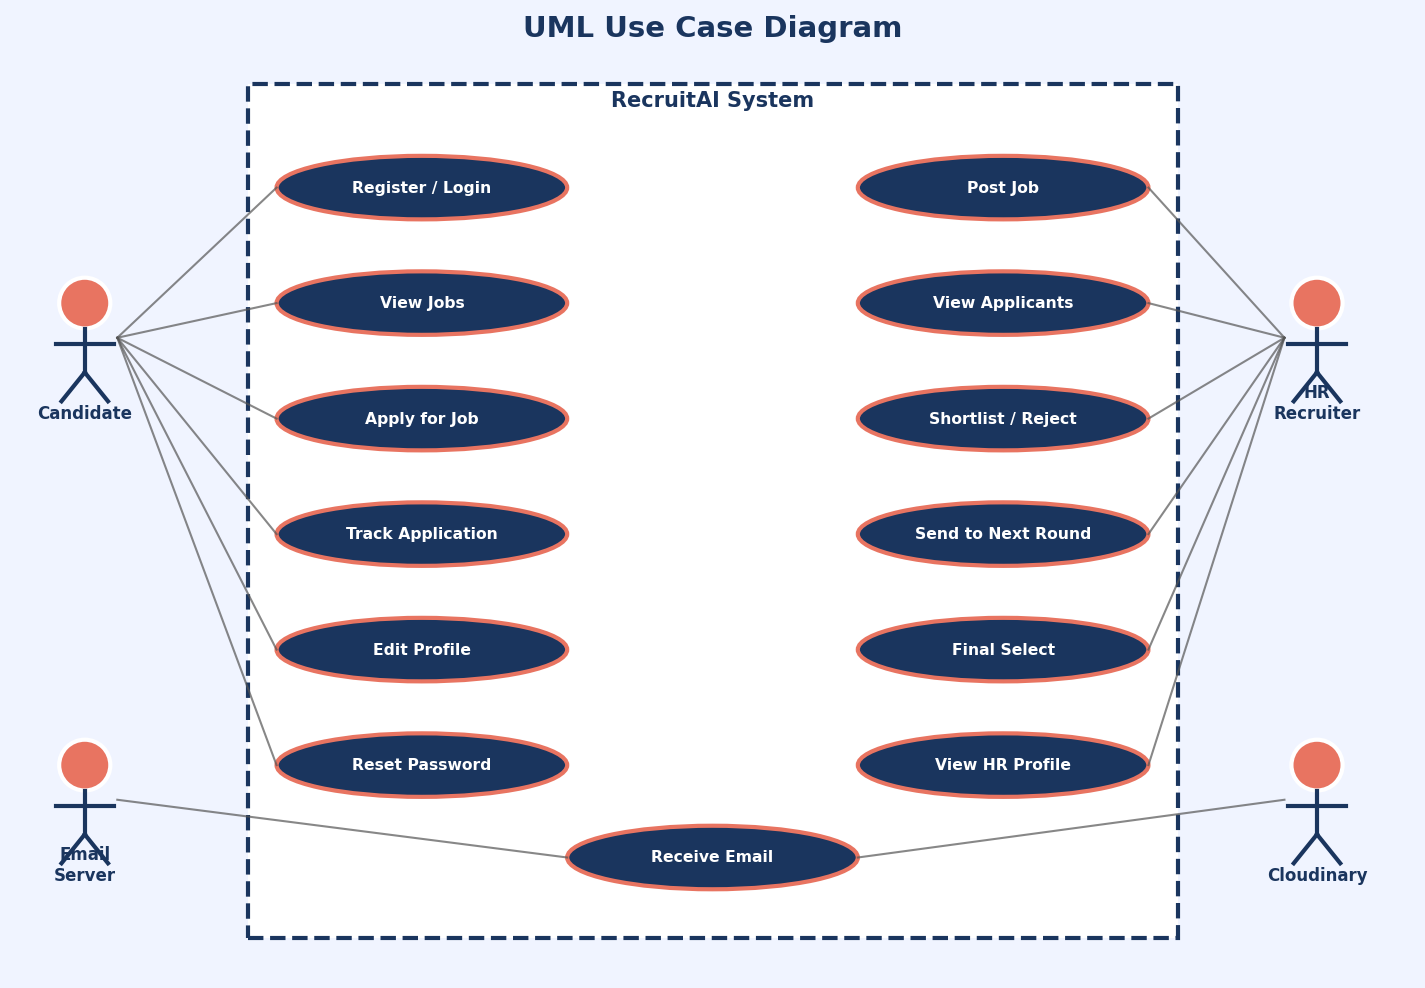 UML Use Case Diagram
RecruitAI System
Register / Login
Post Job
View Jobs
View Applicants
Candidate
HR
Recruiter
Apply for Job
Shortlist / Reject
Track Application
Send to Next Round
Edit Profile
Final Select
Reset Password
View HR Profile
Email
Server
Receive Email
Cloudinary